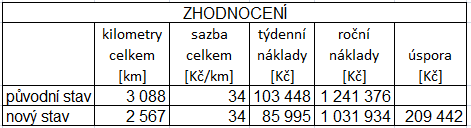 ZHODNOCENÍ
kilometry celkem [km] sazba celkem [Kč/km] týdenní náklady [Kč] roční náklady [Kč] úspora [Kč]
původní stav 3 088 34 103 448 1 241 376
nový stav 2 567 34 85 995 1 031 934 209 442